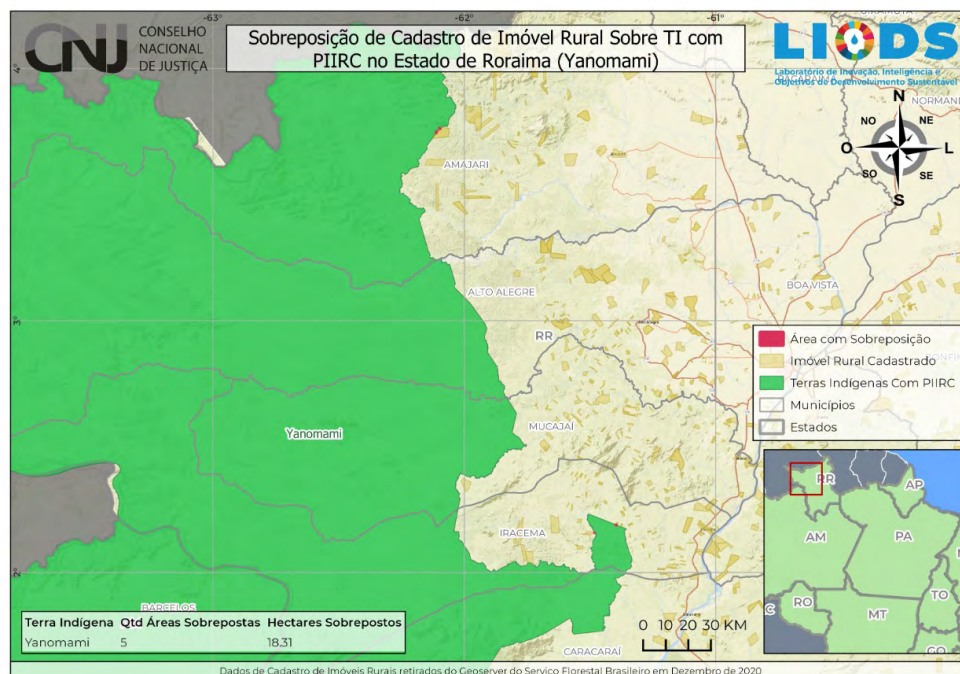 -63
-62
-61
CNJ
CONSELHO
NACIONAL
DE JUSTIÇA
Sobreposição de Cadastro de Imóvel Rural Sobre TI com
PIIRC no Estado de Roraima (Yanomami)
LIODS
Laboratório de Inovação, Inteligência e
Objetivos de Desenvolvimento Sustentável
4°
NORMANDI
N
NO
NE
O
L
SO
SE
S
AMAJARI
ALTO ALEGRE
BOA VISTA
3°
RR
Área com Sobreposição
Imóvel Rural Cadastrado
Terras Indígenas Com PIIRC
Municípios
Estados
Yanomami
MUCAJAÍ
IRACEMA
2°
RR
AP
AM
PA
RO
TO
MT
GO
BARCELOS
Terra Indígena Qtd Áreas Sobrepostas Hectares Sobrepostos
Yanomami 5 18.31
0 10 20 30 KM
CARACARAÍ
Dados de Cadastro de Imóveis Rurais retirados do Geoserver do Serviço Florestal Brasileiro em Dezembro de 2020